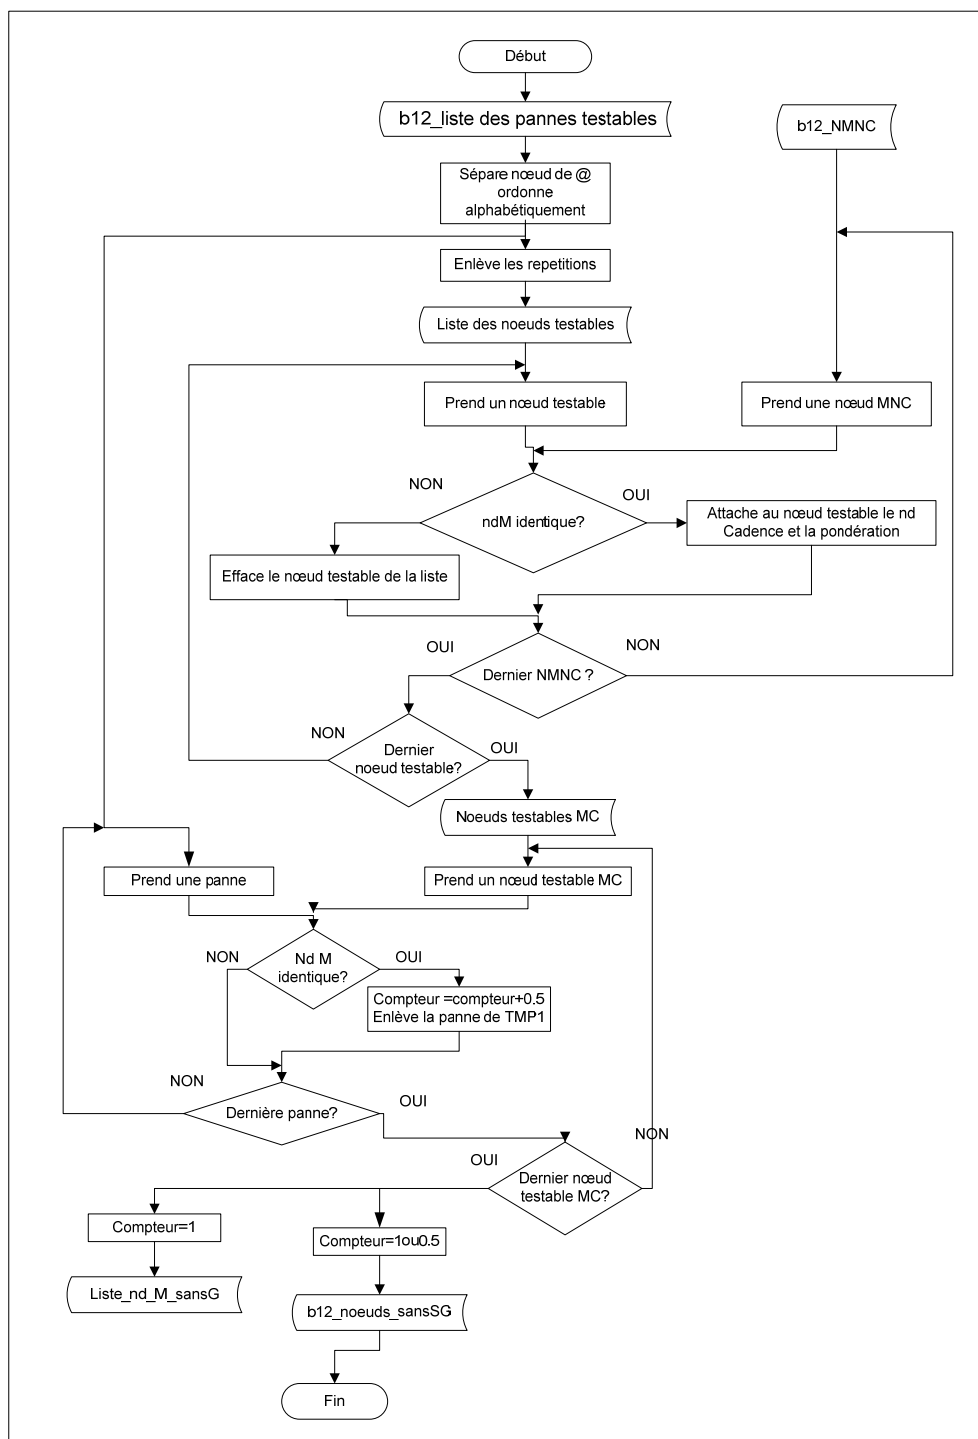 Début
b12_liste des pannes testables
b12_NMNC
Sépare nœud de @
ordonne
alphabétiquement
Enlève les repetitions
Liste des noeuds testables
Prend un nœud testable
Prend une nœud MNC
NON
OUI
ndM identique?
Attache au nœud testable le nd
Cadence et la pondération
Efface le nœud testable de la liste
OUI
NON
Dernier NMNC ?
NON
OUI
Dernier
noeud testable?
Noeuds testables MC
Prend une panne
Prend un nœud testable MC
NON
OUI
Nd M
identique?
Compteur =compteur+0.5
Enlève la panne de TMP1
NON
OUI
Dernière panne?
NON
OUI
Dernier nœud
testable MC?
Compteur=1
Compteur=1ou0.5
Liste_nd_M_sansG
b12_noeuds_sansSG
Fin